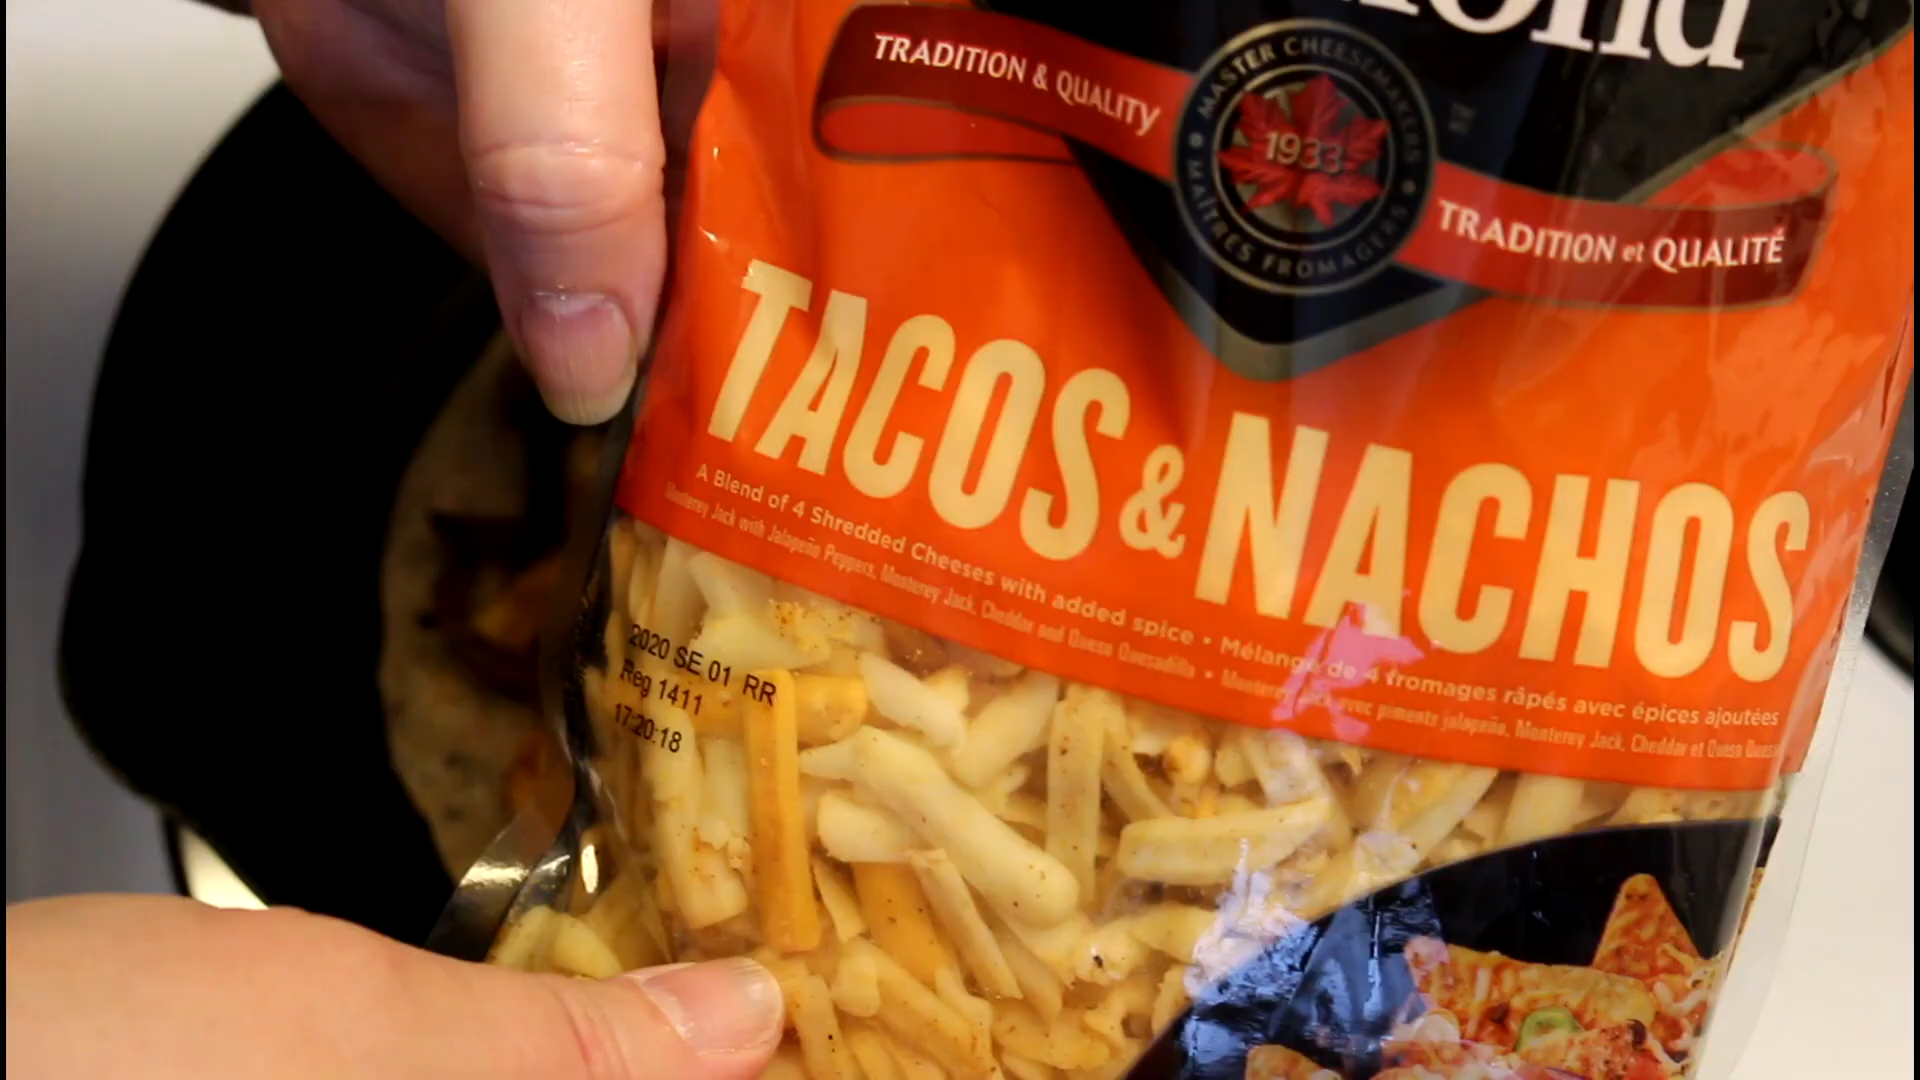 TRADITION & QUALITY
MASTER CHEESEMAKERS
1933
MAÎTRES FROMAGERS
TRADITION et QUALITÉ
TACOS & NACHOS
A Blend of 4 Shredded Cheeses with added spice • Mélange de 4 fromages râpés avec épices ajoutées
Monterey Jack with Jalapeño Peppers, Monterey Jack, Cheddar and Queso Quesadilla • Monterey Jack avec piments jalapeño, Monterey Jack, Cheddar et Queso
2020 SE 01 RR
Reg 1411
17:20:18